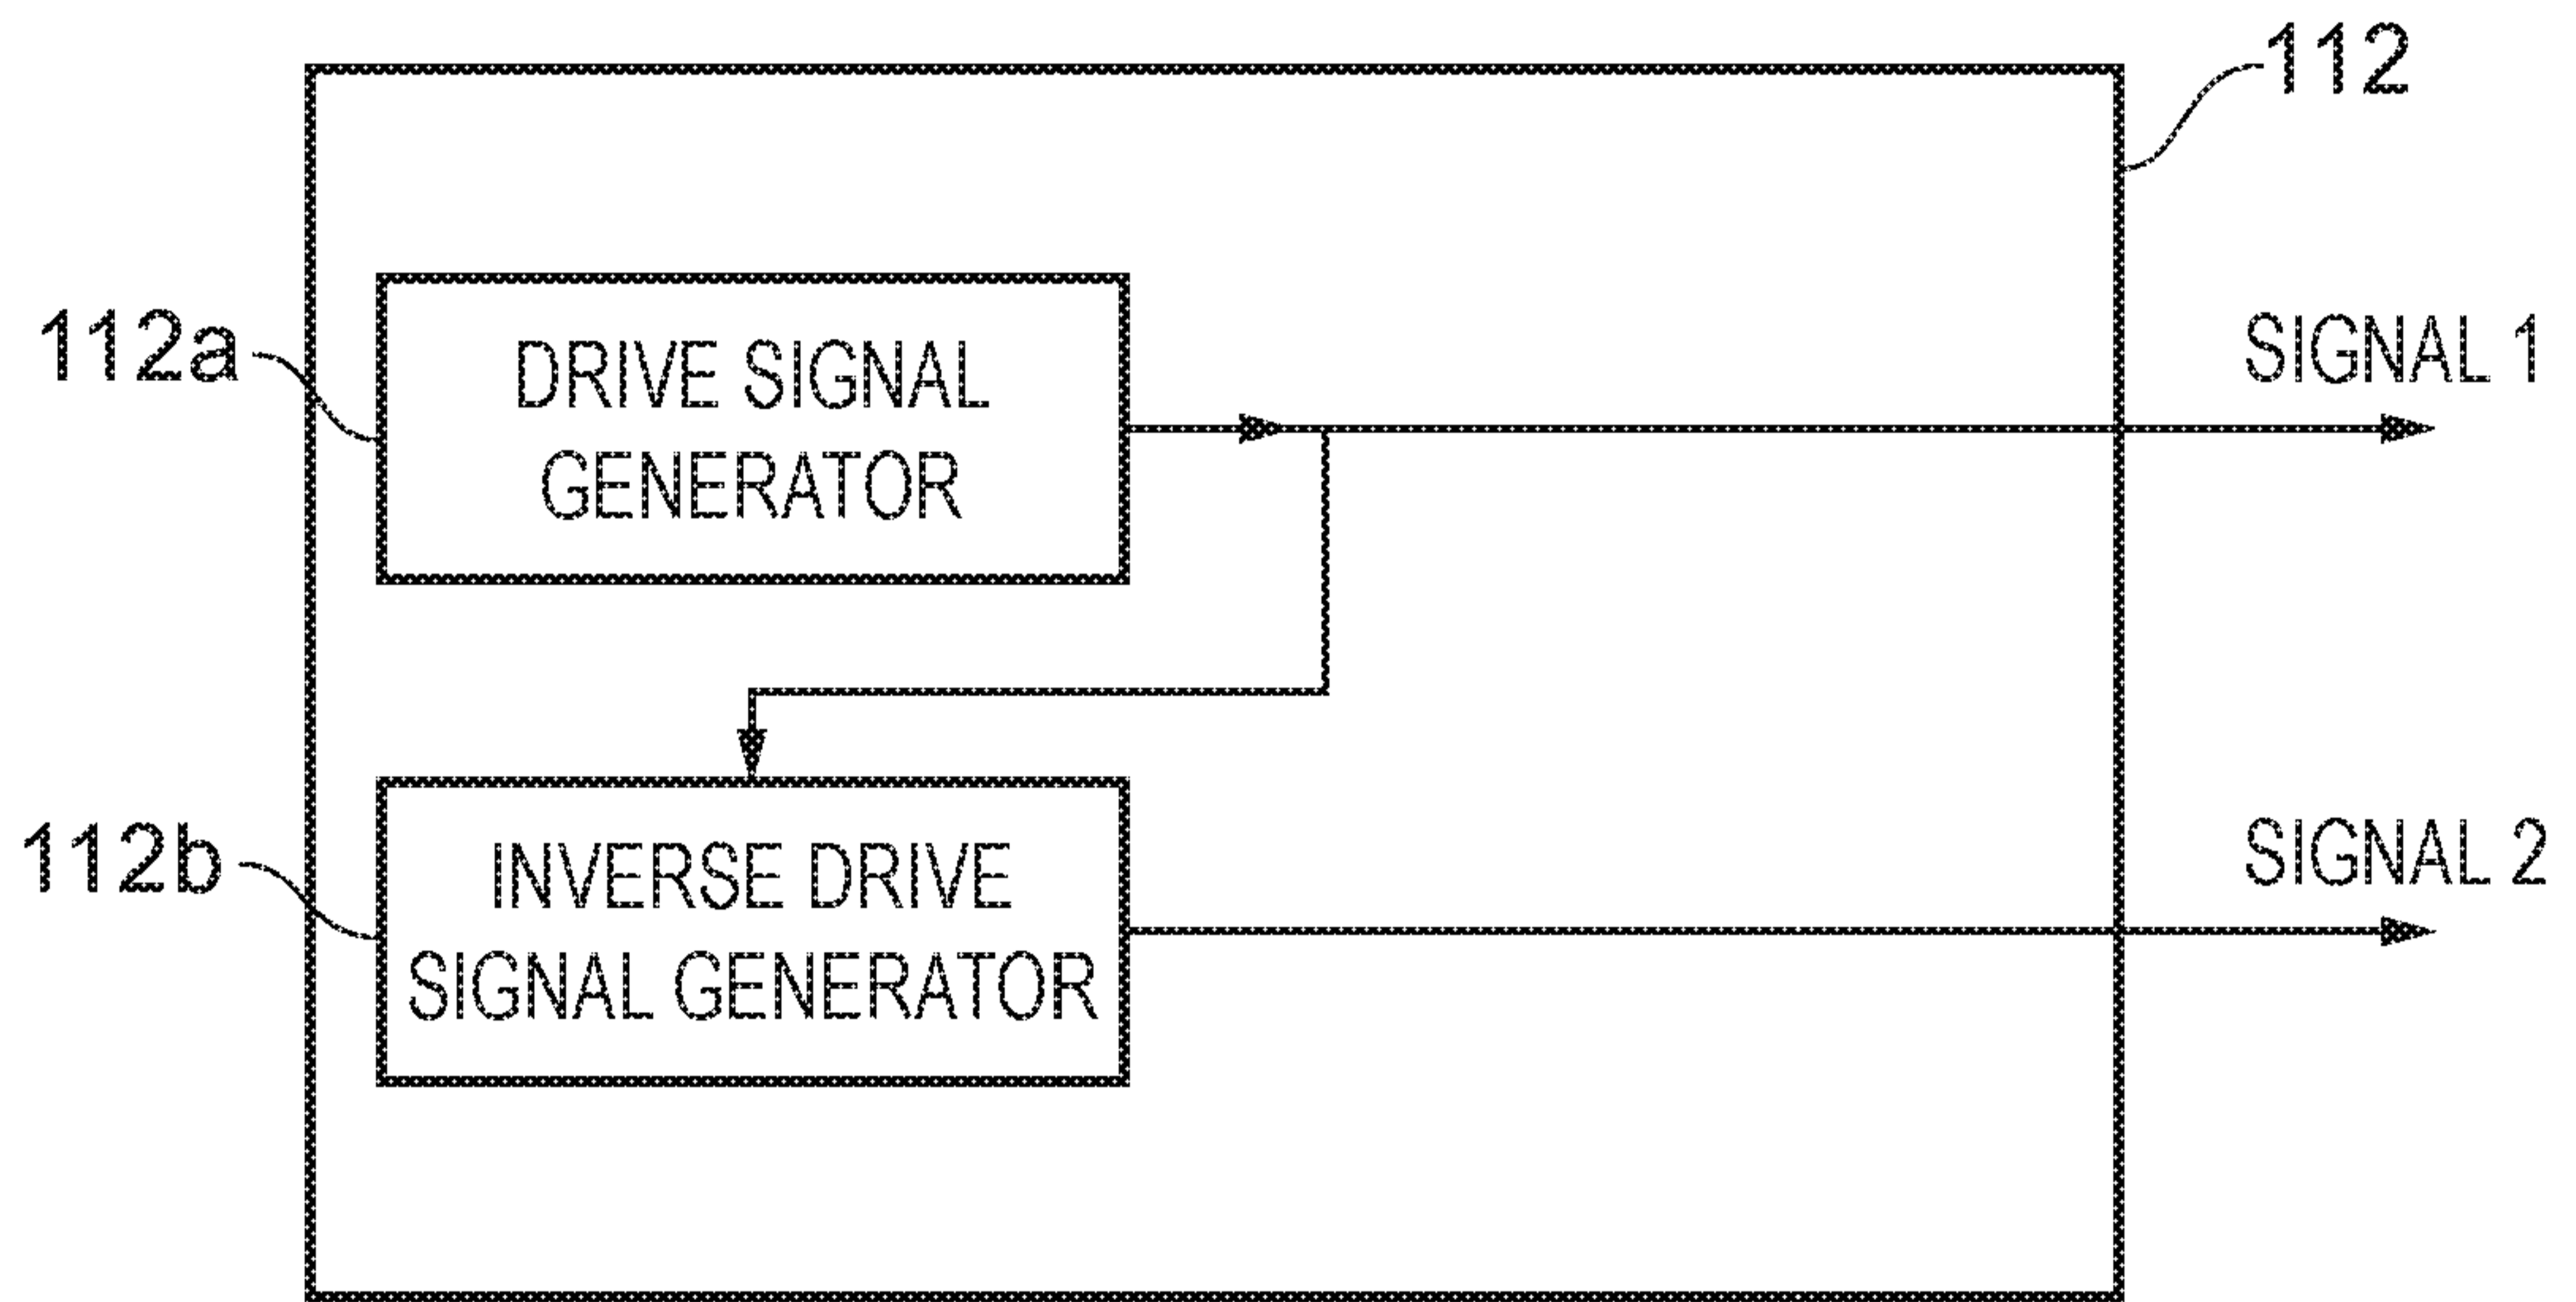 112
112a
DRIVE SIGNAL
GENERATOR
SIGNAL 1
112b
INVERSE DRIVE
SIGNAL GENERATOR
SIGNAL 2